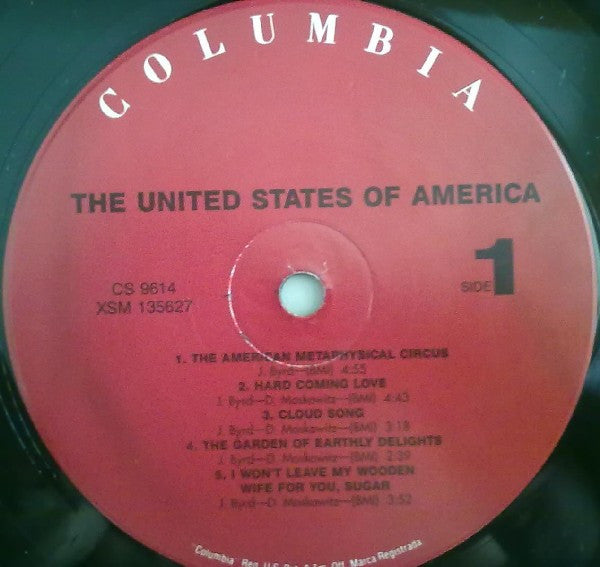 COLUMBIA
THE UNITED STATES OF AMERICA
CS 9614
XSM 135627
SIDE 1
1. THE AMERICAN METAPHYSICAL CIRCUS
J. Byrd—(BMI) 4:55
2. HARD COMING LOVE
J. Byrd—D. Moskowitz—(BMI) 4:43
3. CLOUD SONG
J. Byrd—D. Moskowitz—(BMI) 3:18
4. THE GARDEN OF EARTHLY DELIGHTS
J. Byrd—D. Moskowitz—(BMI) 2:39
5. I WON'T LEAVE MY WOODEN
WIFE FOR YOU, SUGAR
J. Byrd—D. Moskowitz—(BMI) 3:52
"Columbia" Reg. U.S. Off. Marca Registrada.